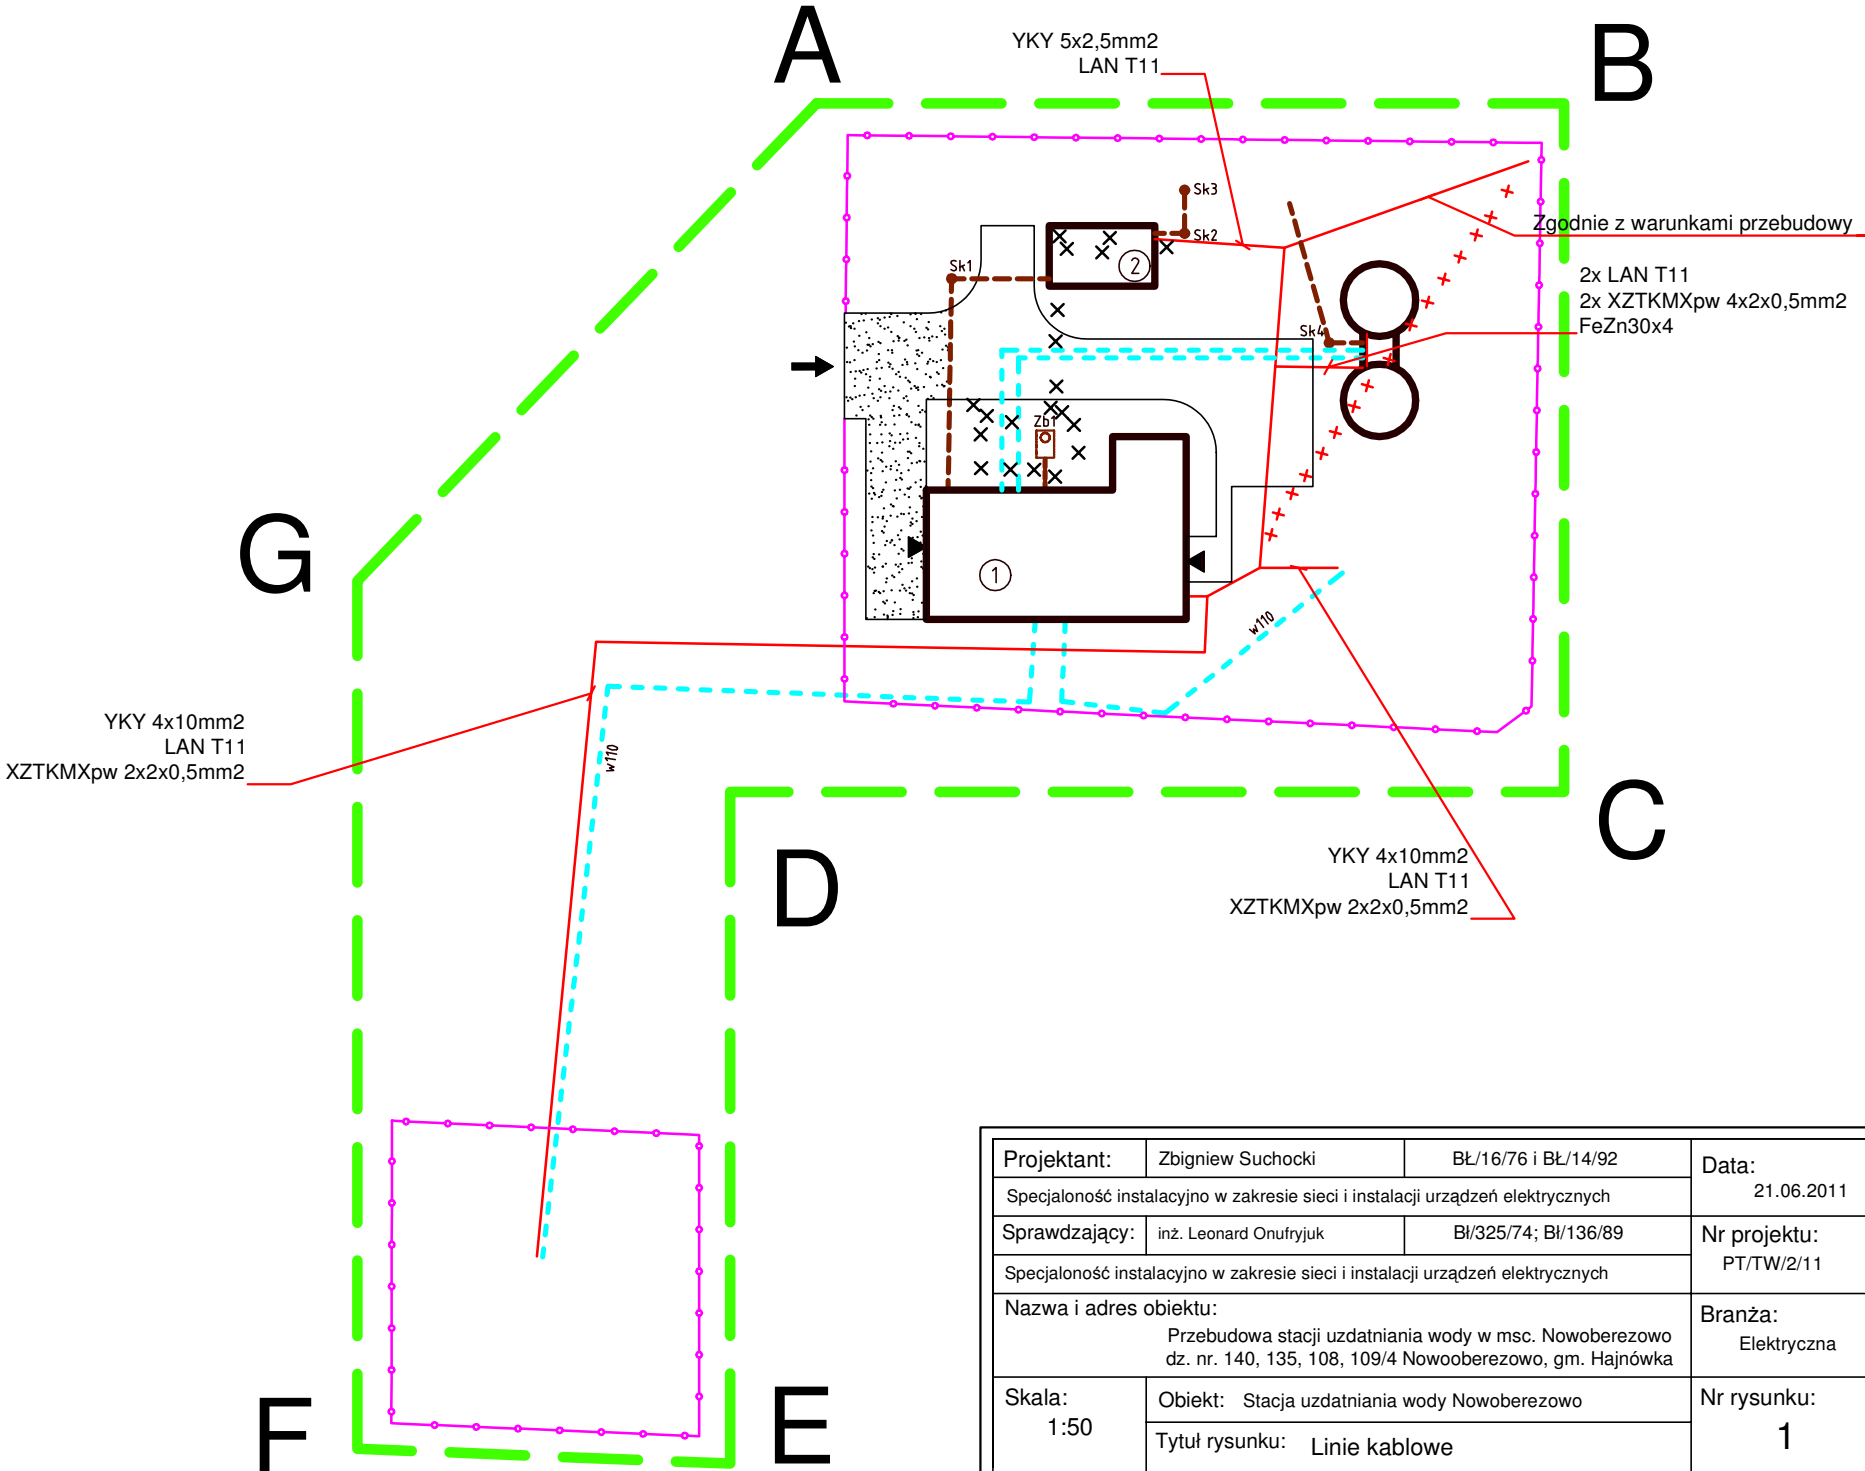 A
B
YKY 5x2,5mm2
LAN T11
Sk3
Sk2
Zgodnie z warunkami przebudowy
Sk1
2
2x LAN T11
2x XZTKMXpw 4x2x0,5mm2
FeZn30x4
Sk4
Zb1
G
1
w110
YKY 4x10mm2
LAN T11
XZTKMXpw 2x2x0,5mm2
w110
C
D
YKY 4x10mm2
LAN T11
XZTKMXpw 2x2x0,5mm2
F
E
Projektant: Zbigniew Suchocki BŁ/16/76 i BŁ/14/92
Data:
21.06.2011
Specjaloność instalacyjno w zakresie sieci i instalacji urządzeń elektrycznych
Sprawdzający: inż. Leonard Onufryjuk Bł/325/74; Bł/136/89
Nr projektu:
PT/TW/2/11
Specjaloność instalacyjno w zakresie sieci i instalacji urządzeń elektrycznych
Nazwa i adres obiektu:
Przebudowa stacji uzdatniania wody w msc. Nowoberezowo
dz. nr. 140, 135, 108, 109/4 Nowooberezowo, gm. Hajnówka
Branża:
Elektryczna
Skala:
1:50
Obiekt: Stacja uzdatniania wody Nowoberezowo
Tytuł rysunku: Linie kablowe
Nr rysunku:
1